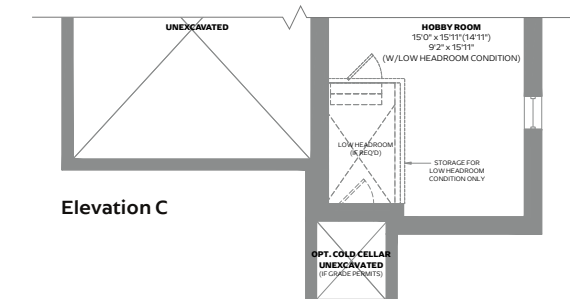 UNEXCAVATED
HOBBY ROOM
15'0" x 15'11"(14'11")
9'2" x 15'11"
(W/LOW HEADROOM CONDITION)
LOW HEADROOM
(IF REQ'D)
STORAGE FOR
LOW HEADROOM
CONDITION ONLY
Elevation C
OPT. COLD CELLAR
UNEXCAVATED
(IF GRADE PERMITS)